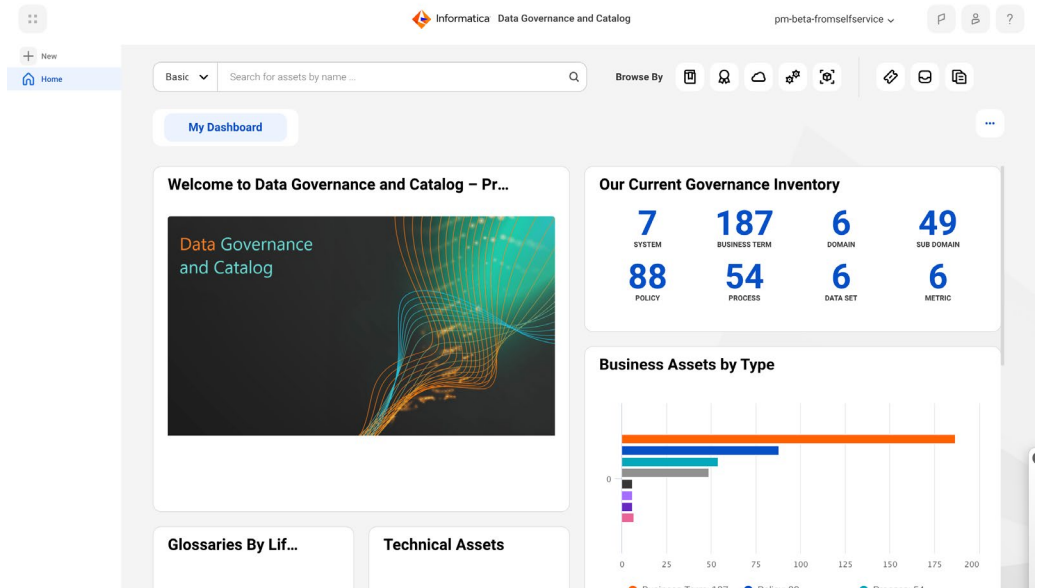 Informatica Data Governance and Catalog
pm-beta-fromselfservice
?
New
Home
Basic
Search for assets by name ...
Browse By
My Dashboard
...
Welcome to Data Governance and Catalog – Pr...
Data Governance
and Catalog
Our Current Governance Inventory
7 187 6 49
SYSTEM BUSINESS TERM DOMAIN SUB DOMAIN
88 54 6 6
POLICY PROCESS DATA SET METRIC
Business Assets by Type
0
0 25 50 75 100 125 150 175 200
Glossaries By Lif...
Technical Assets